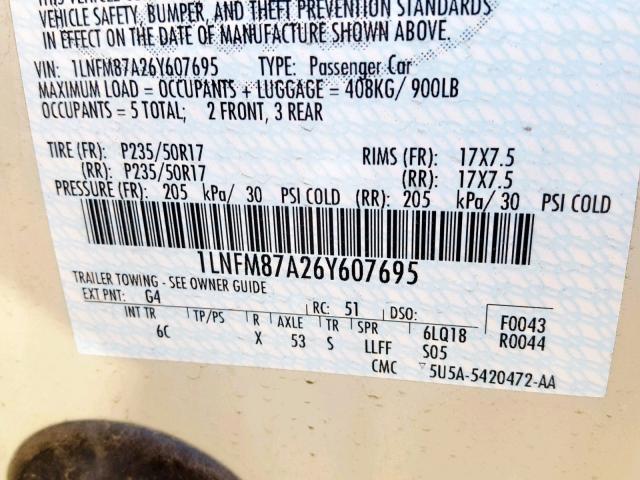 THIS VEHICLE
VEHICLE SAFETY, BUMPER, AND THEFT PREVENTION STANDARDS
IN EFFECT ON THE DATE OF MANUFACTURE SHOWN ABOVE.
VIN: 1LNFM87A26Y607695 TYPE: Passenger Car
MAXIMUM LOAD = OCCUPANTS + LUGGAGE = 408KG/ 900LB
OCCUPANTS = 5 TOTAL; 2 FRONT, 3 REAR
TIRE (FR): P235/50R17 RIMS (FR): 17X7.5
(RR): P235/50R17 (RR): 17X7.5
PRESSURE (FR): 205 kPa/ 30 PSI COLD (RR): 205 kPa/ 30 PSI COLD
1LNFM87A26Y607695
TRAILER TOWING - SEE OWNER GUIDE
EXT PNT: G4 RC: 51 DSO: F0043
INT TR TP/PS R AXLE TR SPR 6LQ18 R0044
6C X 53 S LLFF S05
CMC 5U5A-5420472-AA